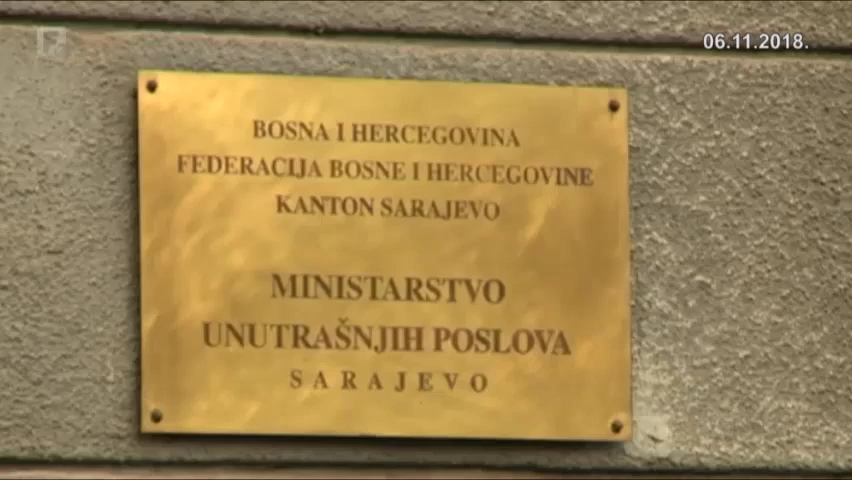 06.11.2018.
BOSNA I HERCEGOVINA
FEDERACIJA BOSNE I HERCEGOVINE
KANTON SARAJEVO
MINISTARSTVO
UNUTRAŠNJIH POSLOVA
SARAJEVO